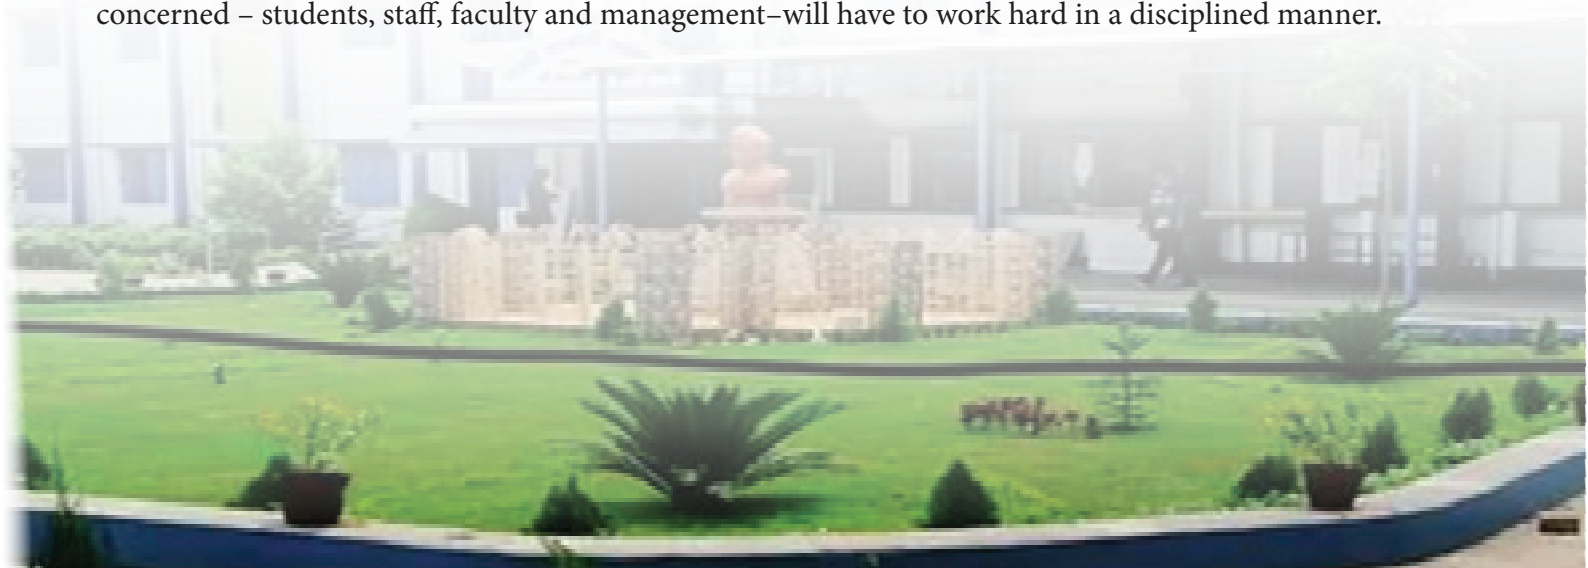 concerned – students, staff, faculty and management–will have to work hard in a disciplined manner.